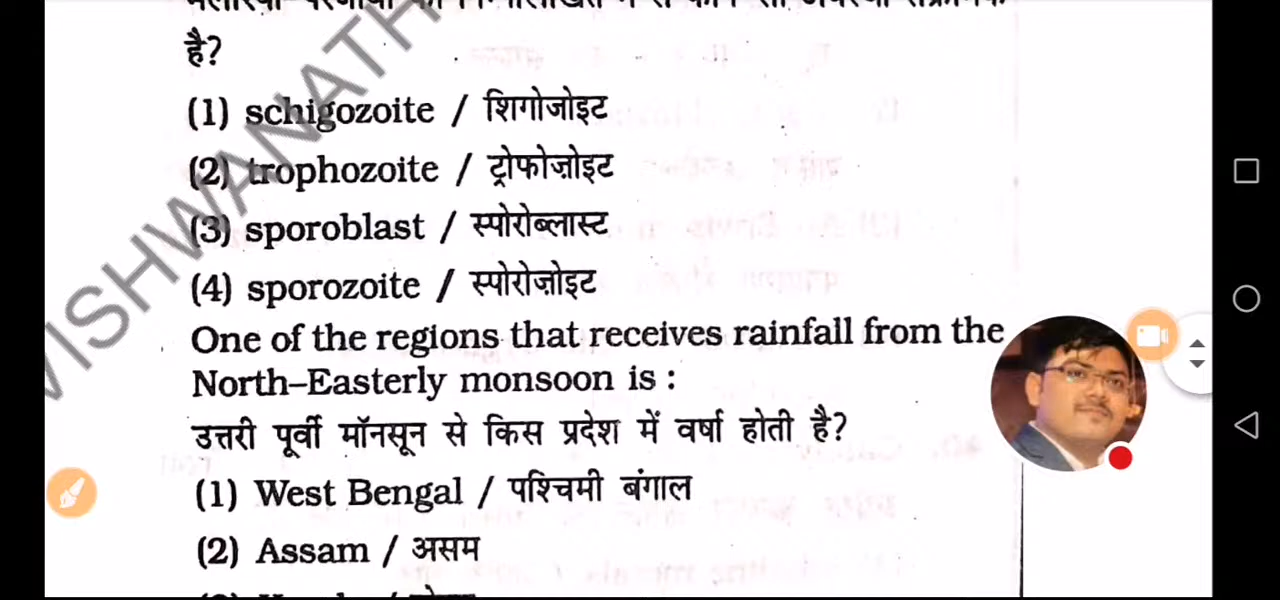 है?
(1) schigozoite / शिगोजोइट
(2) trophozoite / ट्रोफोज़ोइट
(3) sporoblast / स्पोरोब्लास्ट
(4) sporozoite / स्पोरोज़ोइट
One of the regions that receives rainfall from the
North–Easterly monsoon is :
उत्तरी पूर्वी मॉनसून से किस प्रदेश में वर्षा होती है?
(1) West Bengal / पश्चिमी बंगाल
(2) Assam / असम
VISHWANATH